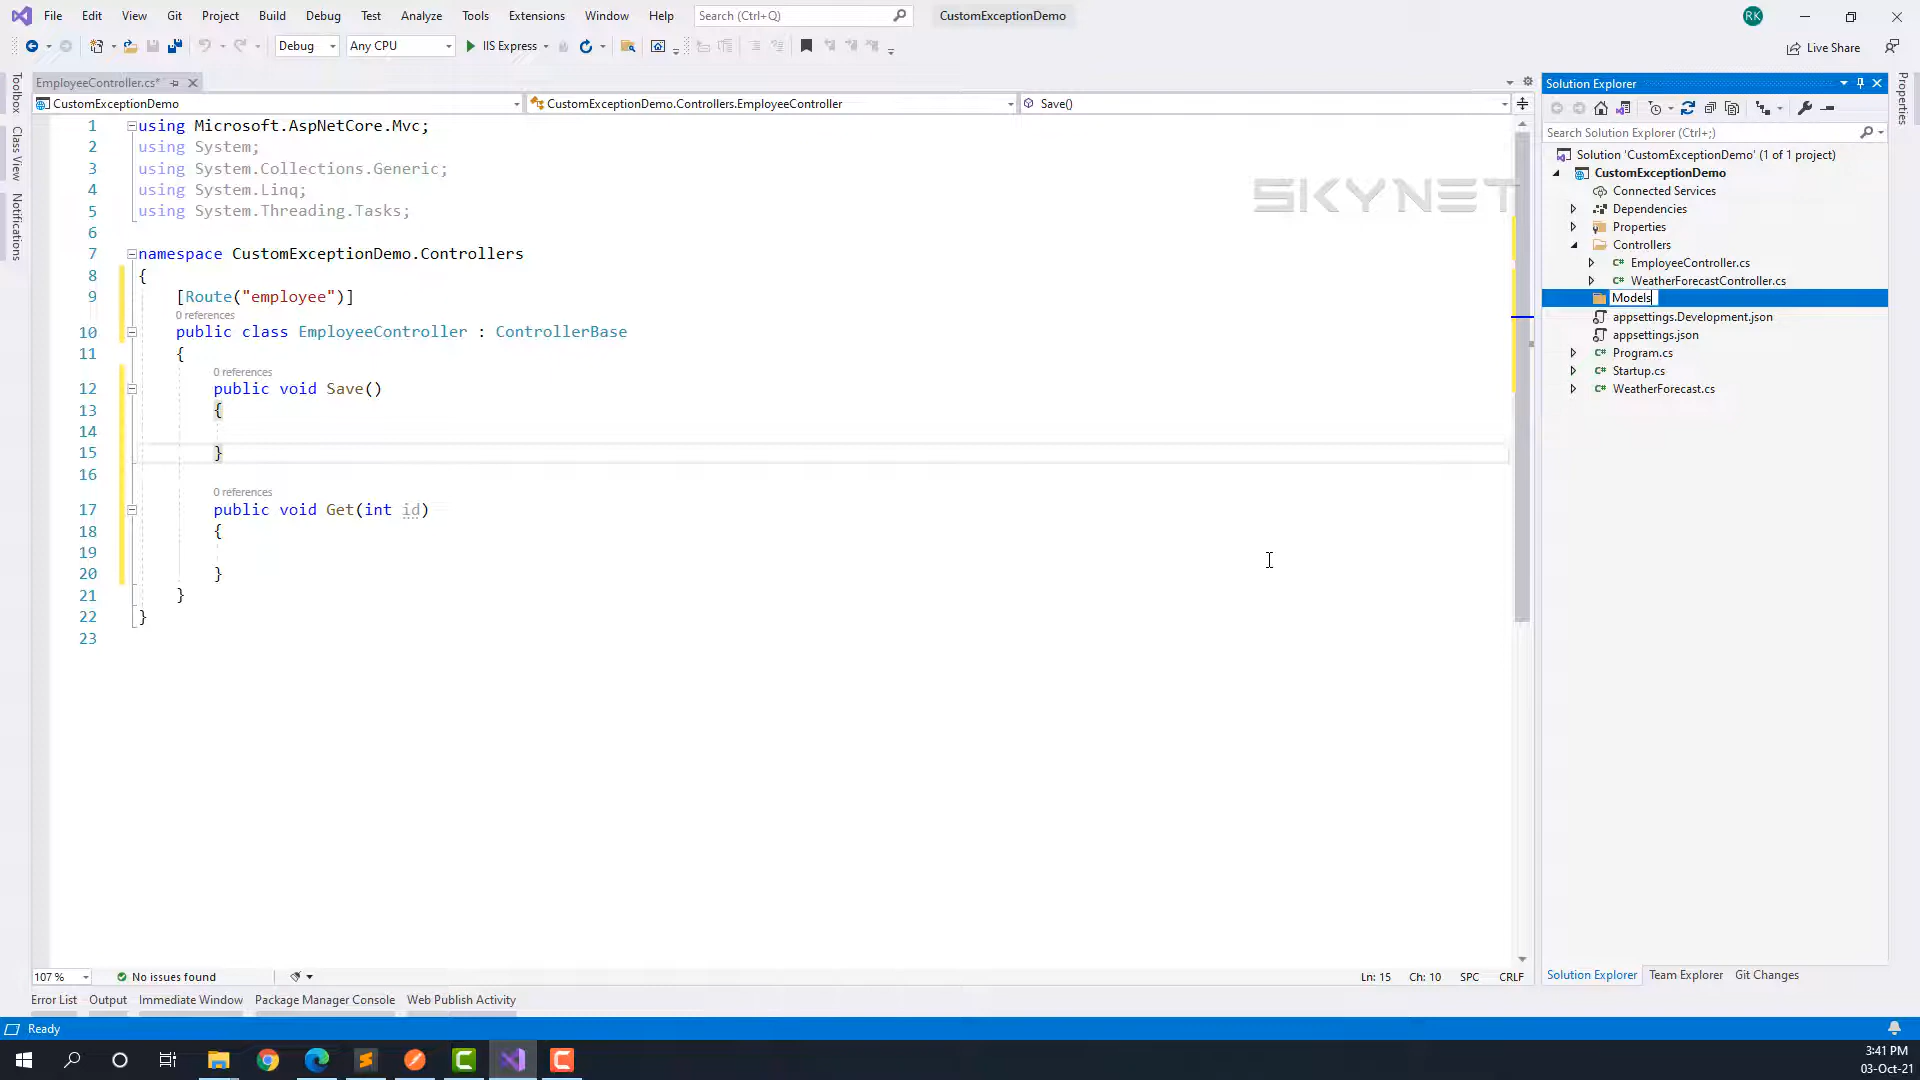 File Edit View Git Project Build Debug Test Analyze Tools Extensions Window Help Search (Ctrl+Q) CustomExceptionDemo RK
Debug Any CPU IIS Express Live Share
EmployeeController.cs*
CustomExceptionDemo CustomExceptionDemo.Controllers.EmployeeController Save()
Toolbox
Class View
Notifications
1 using Microsoft.AspNetCore.Mvc;
2 using System;
3 using System.Collections.Generic;
4 using System.Linq;
5 using System.Threading.Tasks;
6
7 namespace CustomExceptionDemo.Controllers
8 {
9 [Route("employee")]
0 references
10 public class EmployeeController : ControllerBase
11 {
0 references
12 public void Save()
13 {
14
15 }
16
0 references
17 public void Get(int id)
18 {
19
20 }
21 }
22 }
23
SKYNET
Solution Explorer
Search Solution Explorer (Ctrl+;)
Solution 'CustomExceptionDemo' (1 of 1 project)
CustomExceptionDemo
Connected Services
Dependencies
Properties
Controllers
EmployeeController.cs
WeatherForecastController.cs
Models
appsettings.Development.json
appsettings.json
Program.cs
Startup.cs
WeatherForecast.cs
Properties
107 % No issues found Ln: 15 Ch: 10 SPC CRLF
Solution Explorer Team Explorer Git Changes
Error List Output Immediate Window Package Manager Console Web Publish Activity
Ready
3:41 PM
03-Oct-21